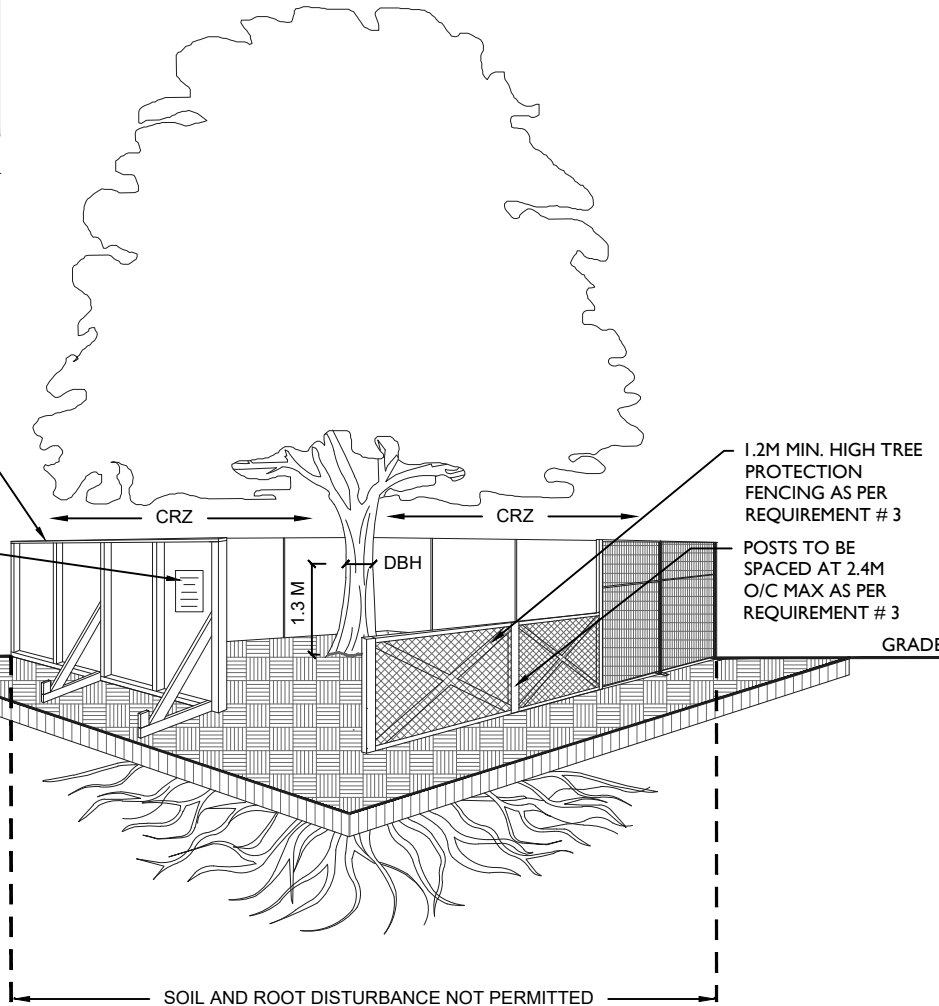 CRZ
CRZ
DBH
1.3 M
1.2M MIN. HIGH TREE
PROTECTION
FENCING AS PER
REQUIREMENT # 3
POSTS TO BE
SPACED AT 2.4M
O/C MAX AS PER
REQUIREMENT # 3
GRADE
SOIL AND ROOT DISTURBANCE NOT PERMITTED